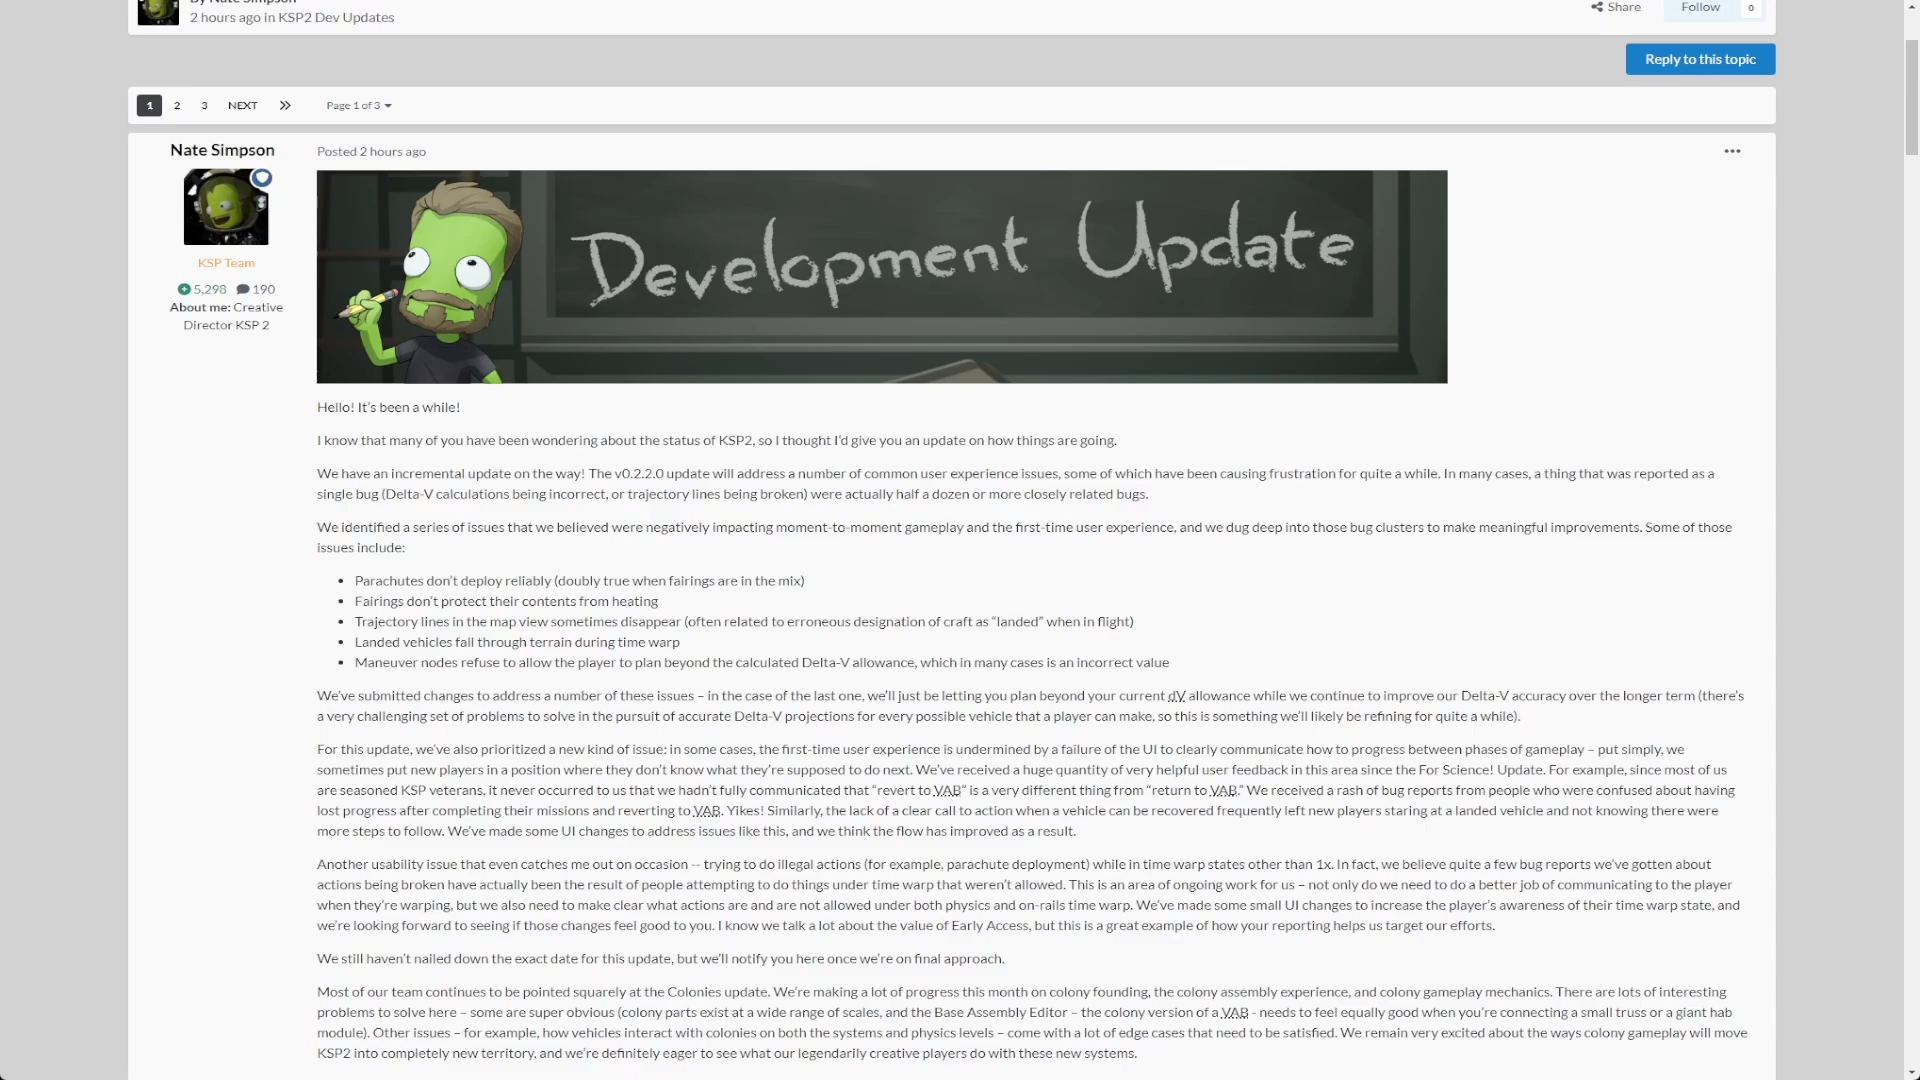 By Nate Simpson
2 hours ago in KSP2 Dev Updates
Share
Follow
0
Reply to this topic
1 2 3 NEXT Page 1 of 3
Nate Simpson
Posted 2 hours ago
KSP Team
5,298 190
About me: Creative
Director KSP 2
Development Update
Hello! It's been a while!
I know that many of you have been wondering about the status of KSP2, so I thought I'd give you an update on how things are going.
We have an incremental update on the way! The v0.2.2.0 update will address a number of common user experience issues, some of which have been causing frustration for quite a while. In many cases, a thing that was reported as a
single bug (Delta-V calculations being incorrect, or trajectory lines being broken) were actually half a dozen or more closely related bugs.
We identified a series of issues that we believed were negatively impacting moment-to-moment gameplay and the first-time user experience, and we dug deep into those bug clusters to make meaningful improvements. Some of those
issues include:
• Parachutes don't deploy reliably (doubly true when fairings are in the mix)
• Fairings don't protect their contents from heating
• Trajectory lines in the map view sometimes disappear (often related to erroneous designation of craft as “landed” when in flight)
• Landed vehicles fall through terrain during time warp
• Maneuver nodes refuse to allow the player to plan beyond the calculated Delta-V allowance, which in many cases is an incorrect value
We've submitted changes to address a number of these issues – in the case of the last one, we'll just be letting you plan beyond your current dV allowance while we continue to improve our Delta-V accuracy over the longer term (there's
a very challenging set of problems to solve in the pursuit of accurate Delta-V projections for every possible vehicle that a player can make, so this is something we'll likely be refining for quite a while).
For this update, we've also prioritized a new kind of issue: in some cases, the first-time user experience is undermined by a failure of the UI to clearly communicate how to progress between phases of gameplay – put simply, we
sometimes put new players in a position where they don't know what they're supposed to do next. We've received a huge quantity of very helpful user feedback in this area since the For Science! Update. For example, since most of us
are seasoned KSP veterans, it never occurred to us that we hadn't fully communicated that “revert to VAB” is a very different thing from “return to VAB.” We received a rash of bug reports from people who were confused about having
lost progress after completing their missions and reverting to VAB. Yikes! Similarly, the lack of a clear call to action when a vehicle can be recovered frequently left new players staring at a landed vehicle and not knowing there were
more steps to follow. We've made some UI changes to address issues like this, and we think the flow has improved as a result.
Another usability issue that even catches me out on occasion -- trying to do illegal actions (for example, parachute deployment) while in time warp states other than 1x. In fact, we believe quite a few bug reports we've gotten about
actions being broken have actually been the result of people attempting to do things under time warp that weren't allowed. This is an area of ongoing work for us – not only do we need to do a better job of communicating to the player
when they're warping, but we also need to make clear what actions are and are not allowed under both physics and on-rails time warp. We've made some small UI changes to increase the player's awareness of their time warp state, and
we're looking forward to seeing if those changes feel good to you. I know we talk a lot about the value of Early Access, but this is a great example of how your reporting helps us target our efforts.
We still haven't nailed down the exact date for this update, but we'll notify you here once we're on final approach.
Most of our team continues to be pointed squarely at the Colonies update. We're making a lot of progress this month on colony founding, the colony assembly experience, and colony gameplay mechanics. There are lots of interesting
problems to solve here – some are super obvious (colony parts exist at a wide range of scales, and the Base Assembly Editor – the colony version of a VAB - needs to feel equally good when you're connecting a small truss or a giant hab
module). Other issues – for example, how vehicles interact with colonies on both the systems and physics levels – come with a lot of edge cases that need to be satisfied. We remain very excited about the ways colony gameplay will move
KSP2 into completely new territory, and we're definitely eager to see what our legendarily creative players do with these new systems.